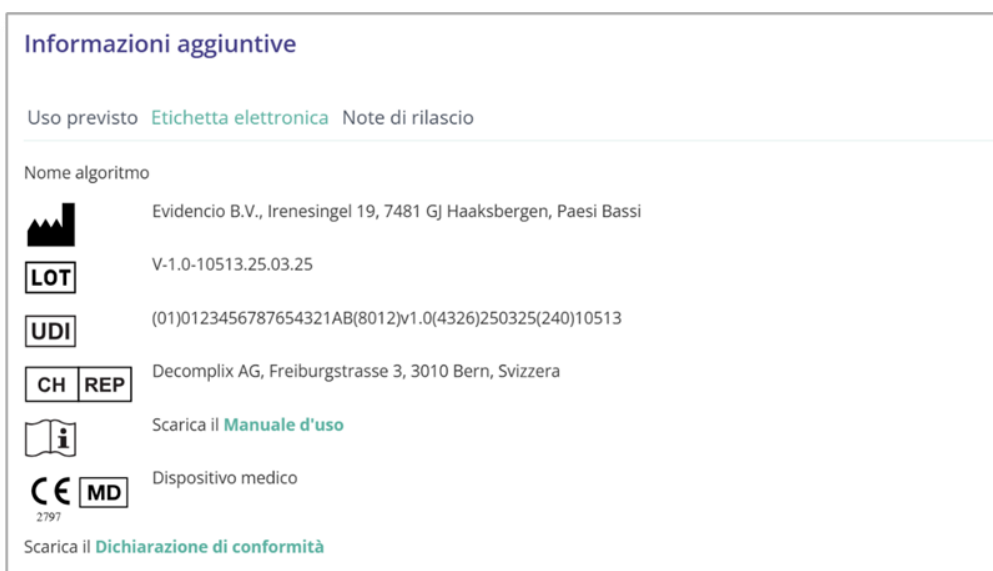 Informazioni aggiuntive
Uso previsto Etichetta elettronica Note di rilascio
Nome algoritmo
Evidencio B.V., Irenesingel 19, 7481 GJ Haaksbergen, Paesi Bassi
LOT V-1.0-10513.25.03.25
UDI (01)0123456787654321AB(8012)v1.0(4326)250325(240)10513
CH REP Decomplix AG, Freiburgstrasse 3, 3010 Bern, Svizzera
i Scarica il Manuale d'uso
CE MD Dispositivo medico
2797
Scarica il Dichiarazione di conformità